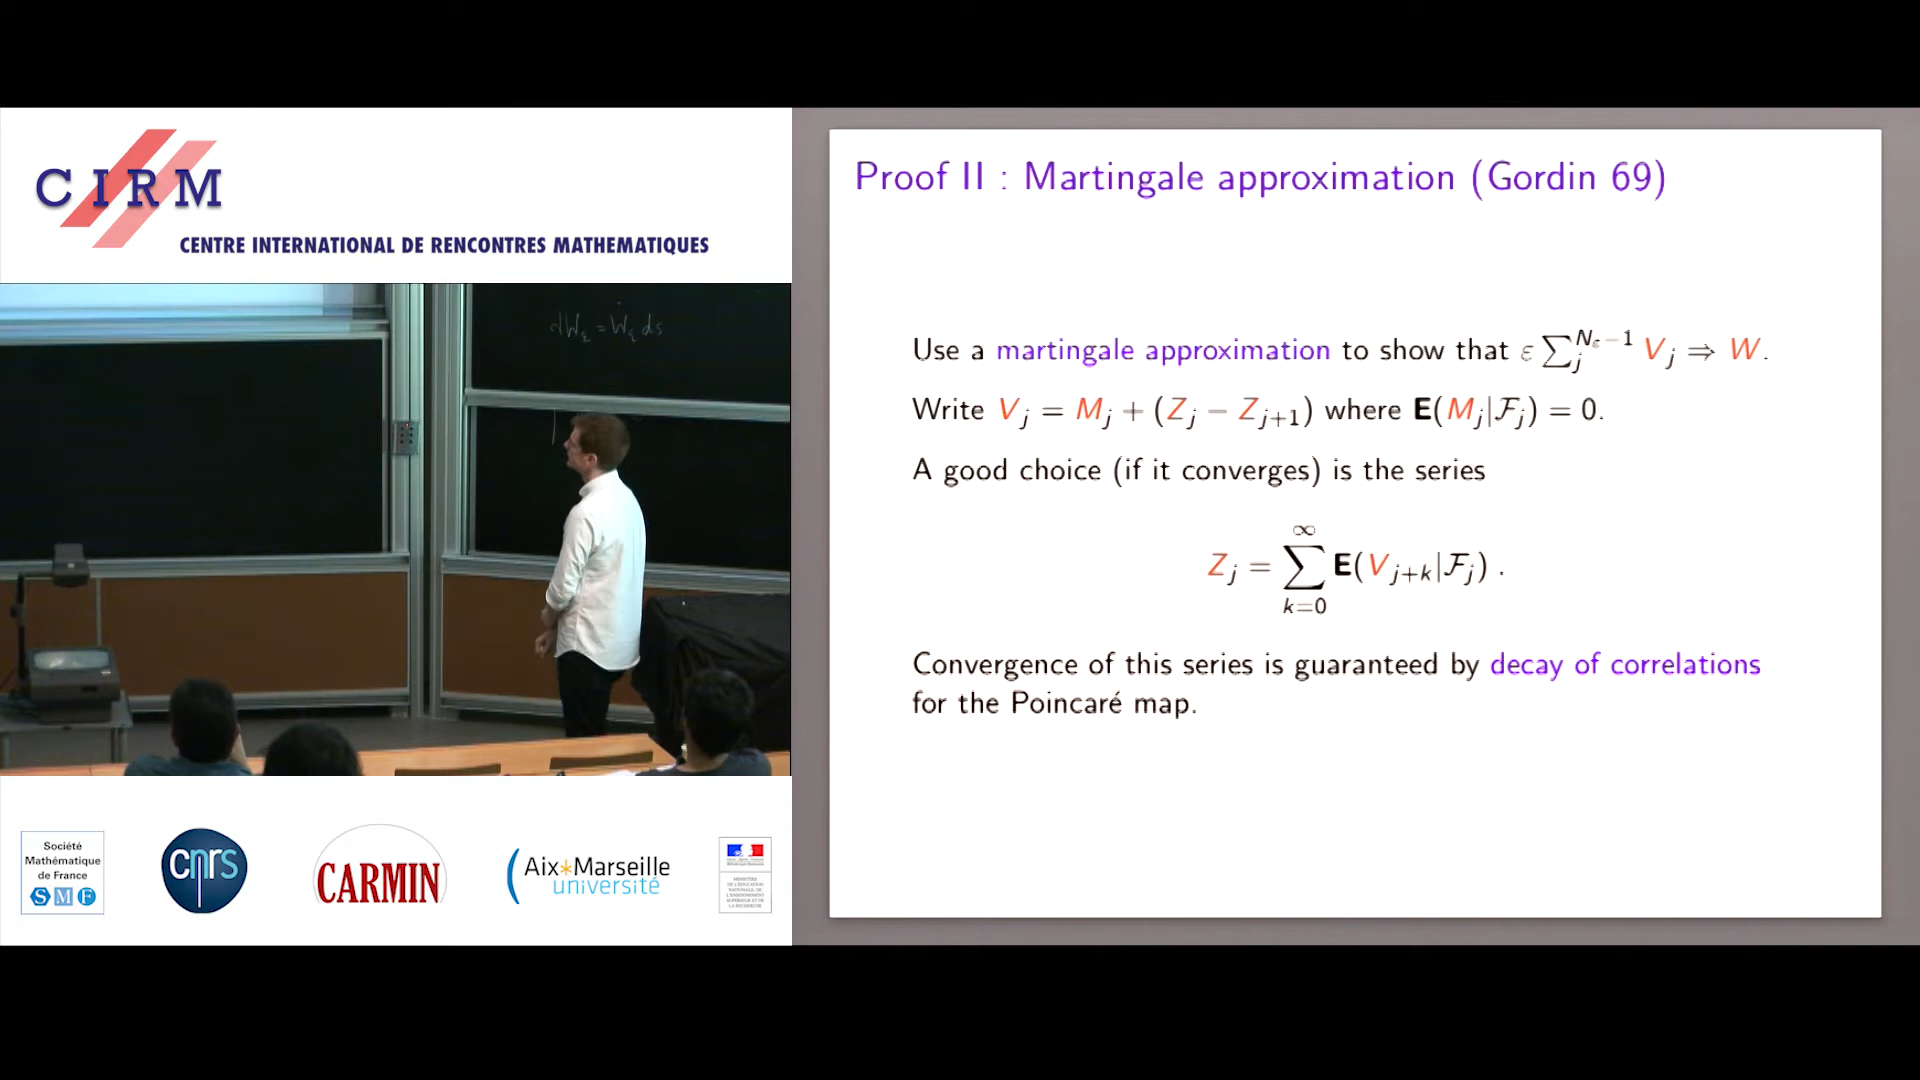 CIRM
CENTRE INTERNATIONAL DE RENCONTRES MATHEMATIQUES
dW_ε = Ẇ_ε ds
Société
Mathématique
de France
SMF
cnrs
CARMIN
Aix*Marseille
université
Proof II : Martingale approximation (Gordin 69)
Use a martingale approximation to show that ε ∑_j^{N_ε−1} V_j ⇒ W.
Write V_j = M_j + (Z_j − Z_{j+1}) where E(M_j|F_j) = 0.
A good choice (if it converges) is the series
Z_j = ∑_{k=0}^{∞} E(V_{j+k}|F_j) .
Convergence of this series is guaranteed by decay of correlations
for the Poincaré map.